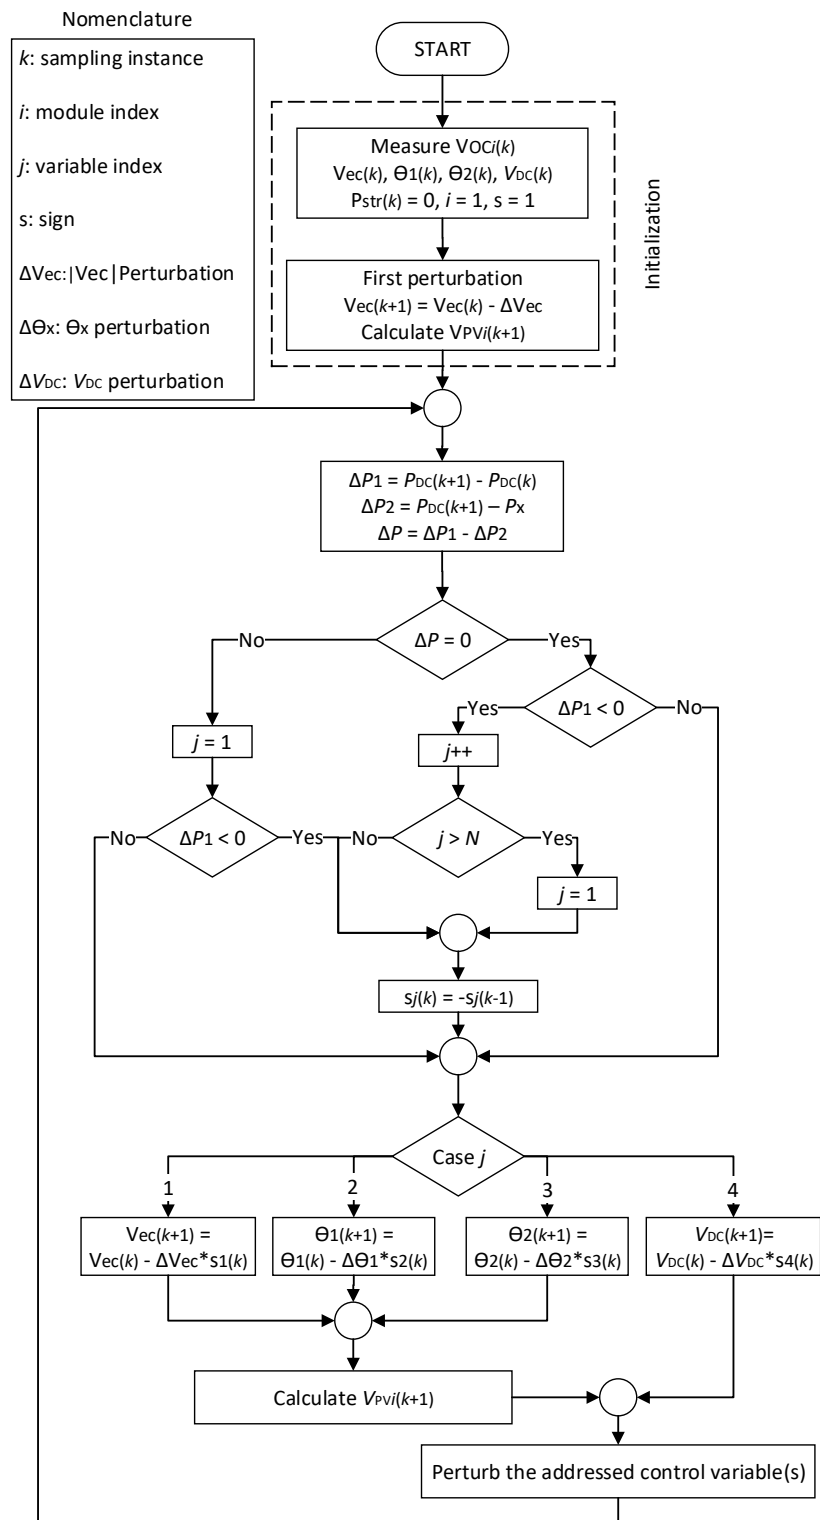 Nomenclature
k: sampling instance
i: module index
j: variable index
s: sign
ΔVec:|Vec|Perturbation
Δϴx: ϴx perturbation
ΔVDC: VDC perturbation
START
Measure VOCi(k)
Vec(k), ϴ1(k), ϴ2(k), VDC(k)
Pstr(k) = 0, i = 1, s = 1
First perturbation
Vec(k+1) = Vec(k) - ΔVec
Calculate VPVi(k+1)
Initialization
ΔP1 = PDC(k+1) - PDC(k)
ΔP2 = PDC(k+1) – Px
ΔP = ΔP1 - ΔP2
ΔP = 0
No
Yes
ΔP1 < 0
Yes
No
j = 1
j++
ΔP1 < 0
No
Yes
j > N
No
Yes
j = 1
sj(k) = -sj(k-1)
Case j
1
2
3
4
Vec(k+1) =
Vec(k) - ΔVec*s1(k)
ϴ1(k+1) =
ϴ1(k) - Δϴ1*s2(k)
ϴ2(k+1) =
ϴ2(k) - Δϴ2*s3(k)
VDC(k+1)=
VDC(k) - ΔVDC*s4(k)
Calculate VPVi(k+1)
Perturb the addressed control variable(s)